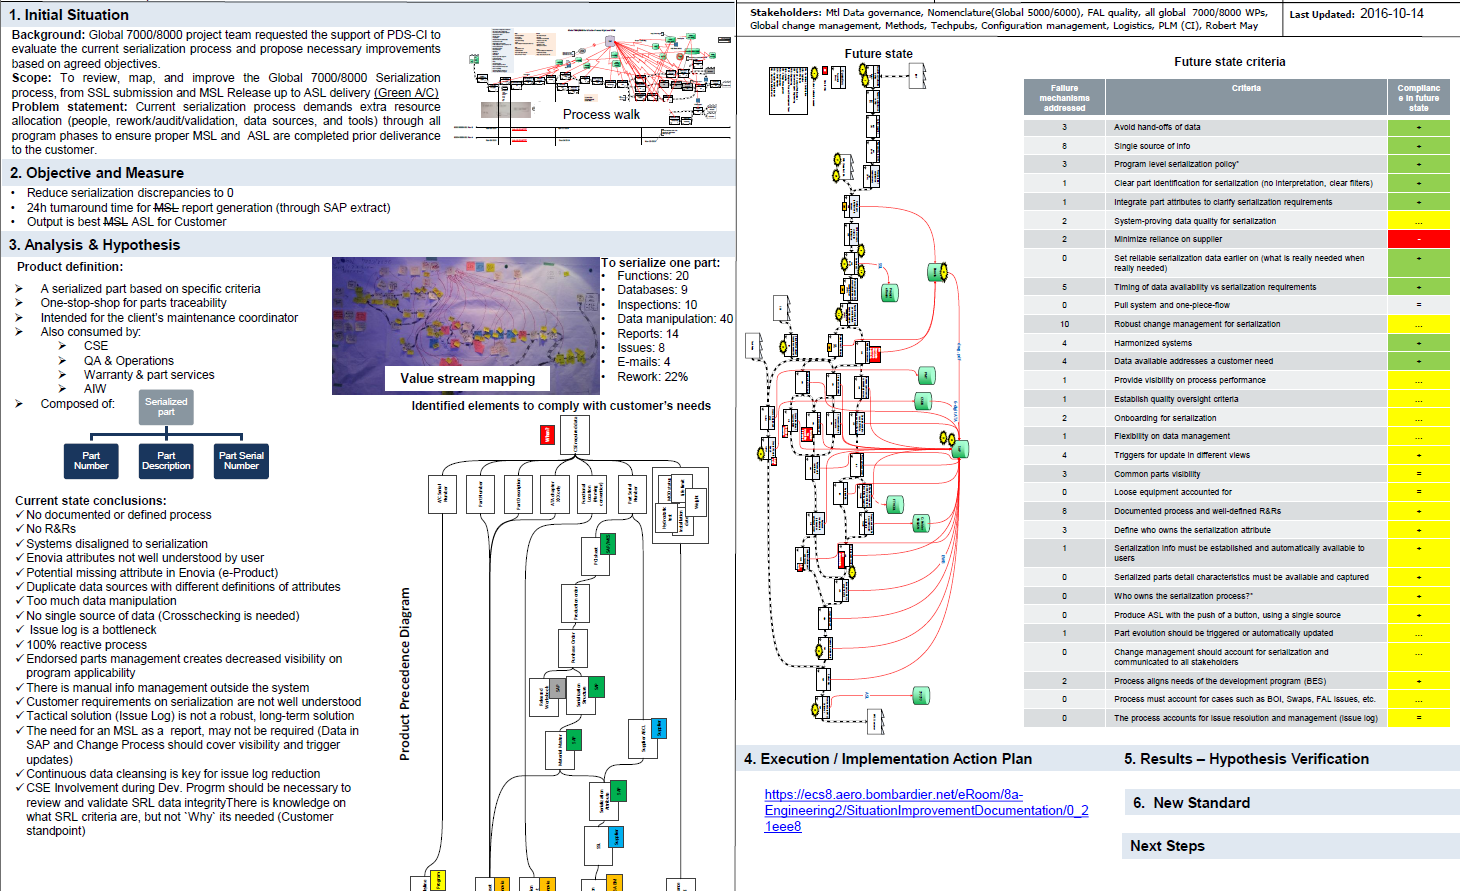 1. Initial Situation
Background: Global 7000/8000 project team requested the support of PDS-CI to
evaluate the current serialization process and propose necessary improvements
based on agreed objectives.
Scope: To review, map, and improve the Global 7000/8000 Serialization
process, from SSL submission and MSL Release up to ASL delivery (Green A/C)
Problem statement: Current serialization process demands extra resource
allocation (people, rework/audit/validation, data sources, and tools) through all
program phases to ensure proper MSL and ASL are completed prior deliverance
to the customer.
Process walk
2. Objective and Measure
• Reduce serialization discrepancies to 0
• 24h turnaround time for MSL report generation (through SAP extract)
• Output is best MSL ASL for Customer
3. Analysis & Hypothesis
Product definition:
A serialized part based on specific criteria
One-stop-shop for parts traceability
Intended for the client's maintenance coordinator
Also consumed by:
CSE
QA & Operations
Warranty & part services
AIW
Composed of:
Serialized
part
Part
Number
Part
Description
Part Serial
Number
Value stream mapping
To serialize one part:
• Functions: 20
• Databases: 9
• Inspections: 10
• Data manipulation: 40
• Reports: 14
• Issues: 8
• E-mails: 4
• Rework: 22%
Current state conclusions:
✓ No documented or defined process
✓ No R&Rs
✓ Systems disaligned to serialization
✓ Enovia attributes not well understood by user
✓ Potential missing attribute in Enovia (e-Product)
✓ Duplicate data sources with different definitions of attributes
✓ Too much data manipulation
✓ No single source of data (Crosschecking is needed)
✓ Issue log is a bottleneck
✓ 100% reactive process
✓ Endorsed parts management creates decreased visibility on
program applicability
✓ There is manual info management outside the system
✓ Customer requirements on serialization are not well understood
✓ Tactical solution (Issue Log) is not a robust, long-term solution
✓ The need for an MSL as a report, may not be required (Data in
SAP and Change Process should cover visibility and trigger
updates)
✓ Continuous data cleansing is key for issue log reduction
✓ CSE Involvement during Dev. Progrm should be necessary to
review and validate SRL data integrityThere is knowledge on
what SRL criteria are, but not `Why` its needed (Customer
standpoint)
Identified elements to comply with customer's needs
Product Precedence Diagram
A/C Serial
Number
Part Number
Part Description
Part Serial
Number
Production order
Purchase Order
SAP
SAP
SAP
Supplier
SAP
SSL
Supplier
Stakeholders: Mtl Data governance, Nomenclature(Global 5000/6000), FAL quality, all global 7000/8000 WPs,
Global change management, Methods, Techpubs, Configuration management, Logistics, PLM (CI), Robert May
Last Updated: 2016-10-14
Future state
Future state criteria
Failure
mechanisms
addressed
Criteria
Complianc
e in future
state
3 Avoid hand-offs of data +
8 Single source of info +
3 Program level serialization policy* +
1 Clear part identification for serialization (no interpretation, clear filters) +
1 Integrate part attributes to clarify serialization requirements +
2 System-proving data quality for serialization ...
2 Minimize reliance on supplier -
0 Set reliable serialization data earlier on (what is really needed when
really needed) +
5 Timing of data availability vs serialization requirements +
0 Pull system and one-piece-flow =
10 Robust change management for serialization ...
4 Harmonized systems +
4 Data available addresses a customer need +
1 Provide visibility on process performance ...
1 Establish quality oversight criteria ...
2 Onboarding for serialization ...
1 Flexibility on data management ...
4 Triggers for update in different views +
3 Common parts visibility =
0 Loose equipment accounted for =
8 Documented process and well-defined R&Rs +
3 Define who owns the serialization attribute +
1 Serialization info must be established and automatically available to
users +
0 Serialized parts detail characteristics must be available and captured +
0 Who owns the serialization process?* +
0 Produce ASL with the push of a button, using a single source +
1 Part evolution should be triggered or automatically updated ...
0 Change management should account for serialization and
communicated to all stakeholders ...
2 Process aligns needs of the development program (BES) +
0 Process must account for cases such as BOI, Swaps, FAL issues, etc. ...
0 The process accounts for issue resolution and management (issue log) =
4. Execution / Implementation Action Plan
https://ecs8.aero.bombardier.net/eRoom/8a-
Engineering2/SituationImprovementDocumentation/0_2
1eee8
5. Results – Hypothesis Verification
6. New Standard
Next Steps